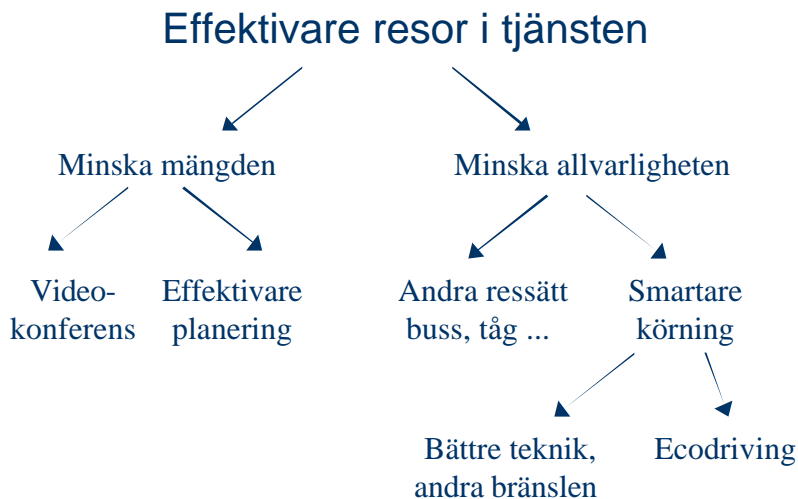 Effektivare resor i tjänsten
Minska mängden
Minska allvarligheten
Video-
konferens
Effektivare
planering
Andra ressätt
buss, tåg ...
Smartare
körning
Bättre teknik,
andra bränslen
Ecodriving